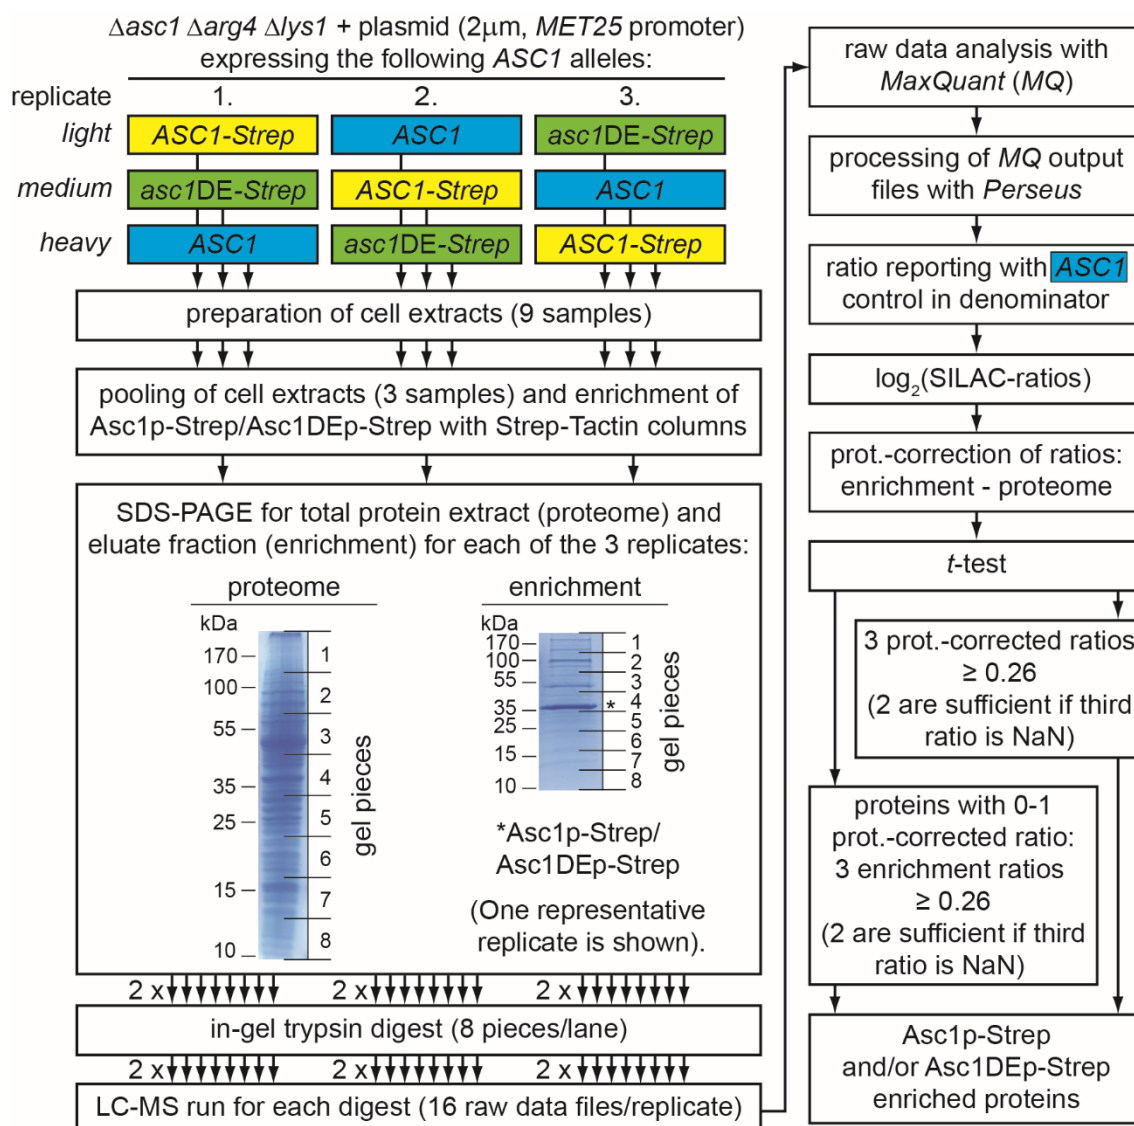 Δasc1 Δarg4 Δlys1 + plasmid (2μm, MET25 promoter)
expressing the following ASC1 alleles:
replicate 1. 2. 3.
light ASC1-Strep ASC1 asc1DE-Strep
medium asc1DE-Strep ASC1-Strep ASC1
heavy ASC1 asc1DE-Strep ASC1-Strep
preparation of cell extracts (9 samples)
pooling of cell extracts (3 samples) and enrichment of
Asc1p-Strep/Asc1DEp-Strep with Strep-Tactin columns
SDS-PAGE for total protein extract (proteome) and
eluate fraction (enrichment) for each of the 3 replicates:
proteome
kDa
170
100
55
35
25
15
10
1
2
3
4
5
6
7
8
gel pieces
enrichment
kDa
170
100
55
35
25
15
10
1
2
3
4
5
6
7
8
*
gel pieces
*Asc1p-Strep/
Asc1DEp-Strep
(One representative
replicate is shown).
2 x 2 x 2 x
in-gel trypsin digest (8 pieces/lane)
2 x 2 x 2 x
LC-MS run for each digest (16 raw data files/replicate)
raw data analysis with
MaxQuant (MQ)
processing of MQ output
files with Perseus
ratio reporting with ASC1
control in denominator
log2(SILAC-ratios)
prot.-correction of ratios:
enrichment - proteome
t-test
3 prot.-corrected ratios
≥ 0.26
(2 are sufficient if third
ratio is NaN)
proteins with 0-1
prot.-corrected ratio:
3 enrichment ratios
≥ 0.26
(2 are sufficient if third
ratio is NaN)
Asc1p-Strep
and/or Asc1DEp-Strep
enriched proteins